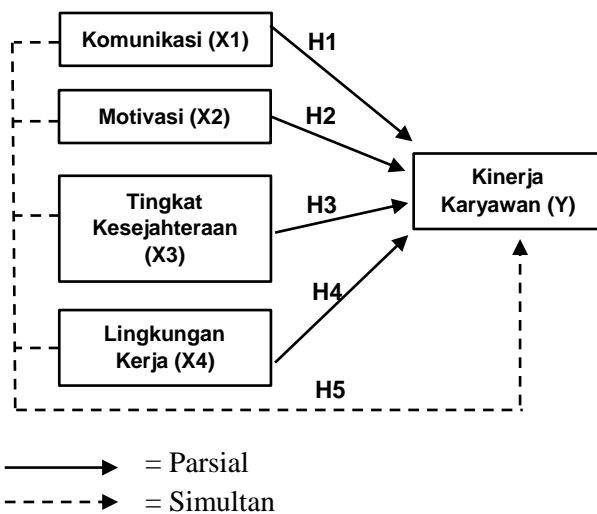 Komunikasi (X1)
H1
Motivasi (X2)
H2
Kinerja
Karyawan (Y)
Tingkat
Kesejahteraan
(X3)
H3
H4
Lingkungan
Kerja (X4)
H5
= Parsial
= Simultan